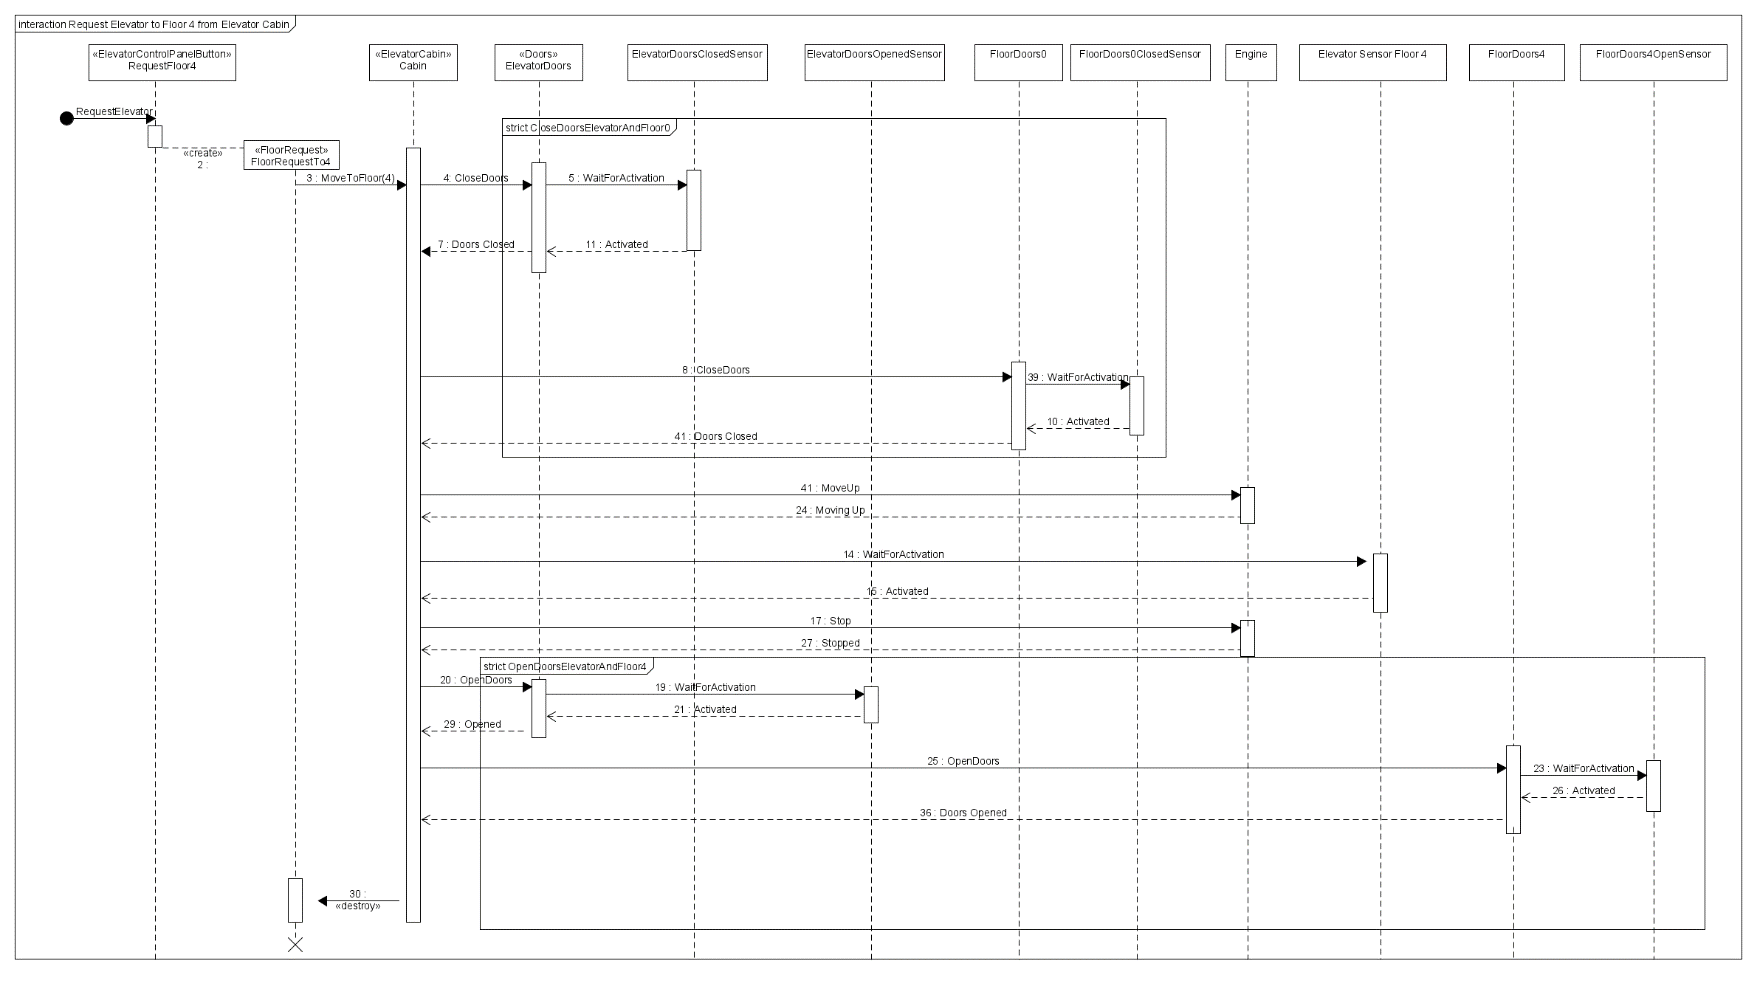 interaction Request Elevator to Floor 4 from Elevator Cabin
«ElevatorControlPanelButton»
RequestFloor4
«ElevatorCabin»
Cabin
«Doors»
ElevatorDoors
ElevatorDoorsClosedSensor
ElevatorDoorsOpenedSensor
FloorDoors0
FloorDoors0ClosedSensor
Engine
Elevator Sensor Floor 4
FloorDoors4
FloorDoors4OpenSensor
RequestElevator
strict CloseDoorsElevatorAndFloor0
«create»
2 :
«FloorRequest»
FloorRequestTo4
3 : MoveToFloor(4)
4: CloseDoors
5 : WaitForActivation
7 : Doors Closed
11 : Activated
8 : CloseDoors
39 : WaitForActivation
10 : Activated
41 : Doors Closed
41 : MoveUp
24 : Moving Up
14 : WaitForActivation
15 : Activated
17 : Stop
27 : Stopped
strict OpenDoorsElevatorAndFloor4
20 : OpenDoors
19 : WaitForActivation
21 : Activated
29 : Opened
25 : OpenDoors
23 : WaitForActivation
26 : Activated
36 : Doors Opened
30 :
«destroy»